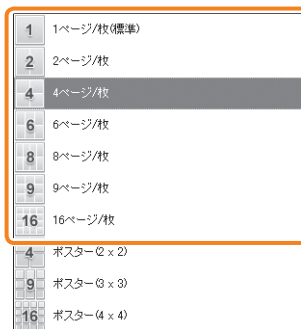 1 1ページ/枚(標準)
2 2ページ/枚
4 4ページ/枚
6 6ページ/枚
8 8ページ/枚
9 9ページ/枚
16 16ページ/枚
4 ポスター(2 x 2)
9 ポスター(3 x 3)
16 ポスター(4 x 4)